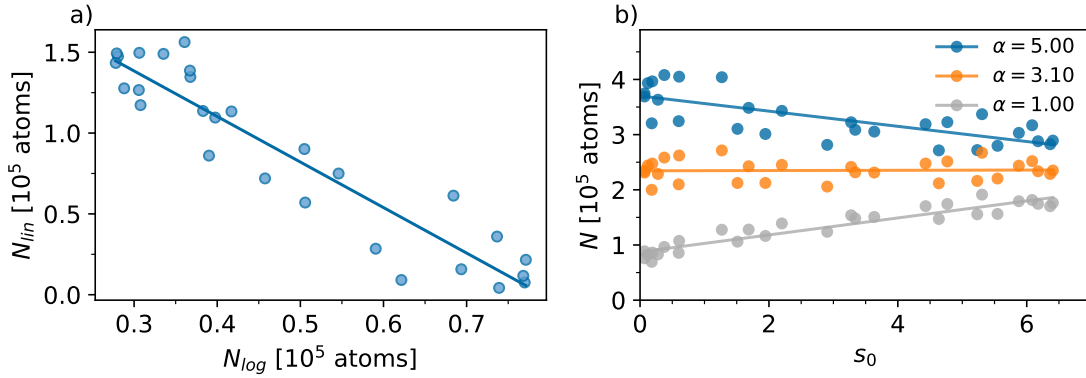 a)
N_lin [10^5 atoms]
1.5
1.0
0.5
0.0
0.3
0.4
0.5
0.6
0.7
N_log [10^5 atoms]
b)
N [10^5 atoms]
4
3
2
1
0
0
2
4
6
s_0
α = 5.00
α = 3.10
α = 1.00